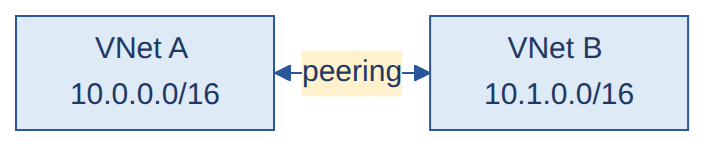 VNet A
10.0.0.0/16
peering
VNet B
10.1.0.0/16